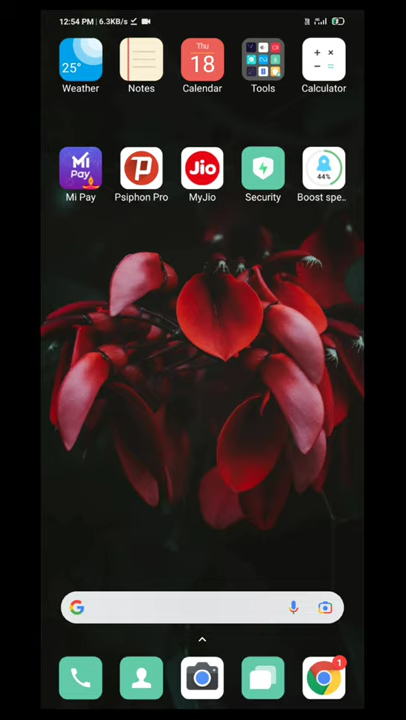 12:54 PM | 6.3KB/s
Weather Notes Calendar Tools Calculator
25°
Thu
18
Mi Pay
Psiphon Pro
MyJio
Security
Boost spe..
Mi
Pay
Jio
44%
1